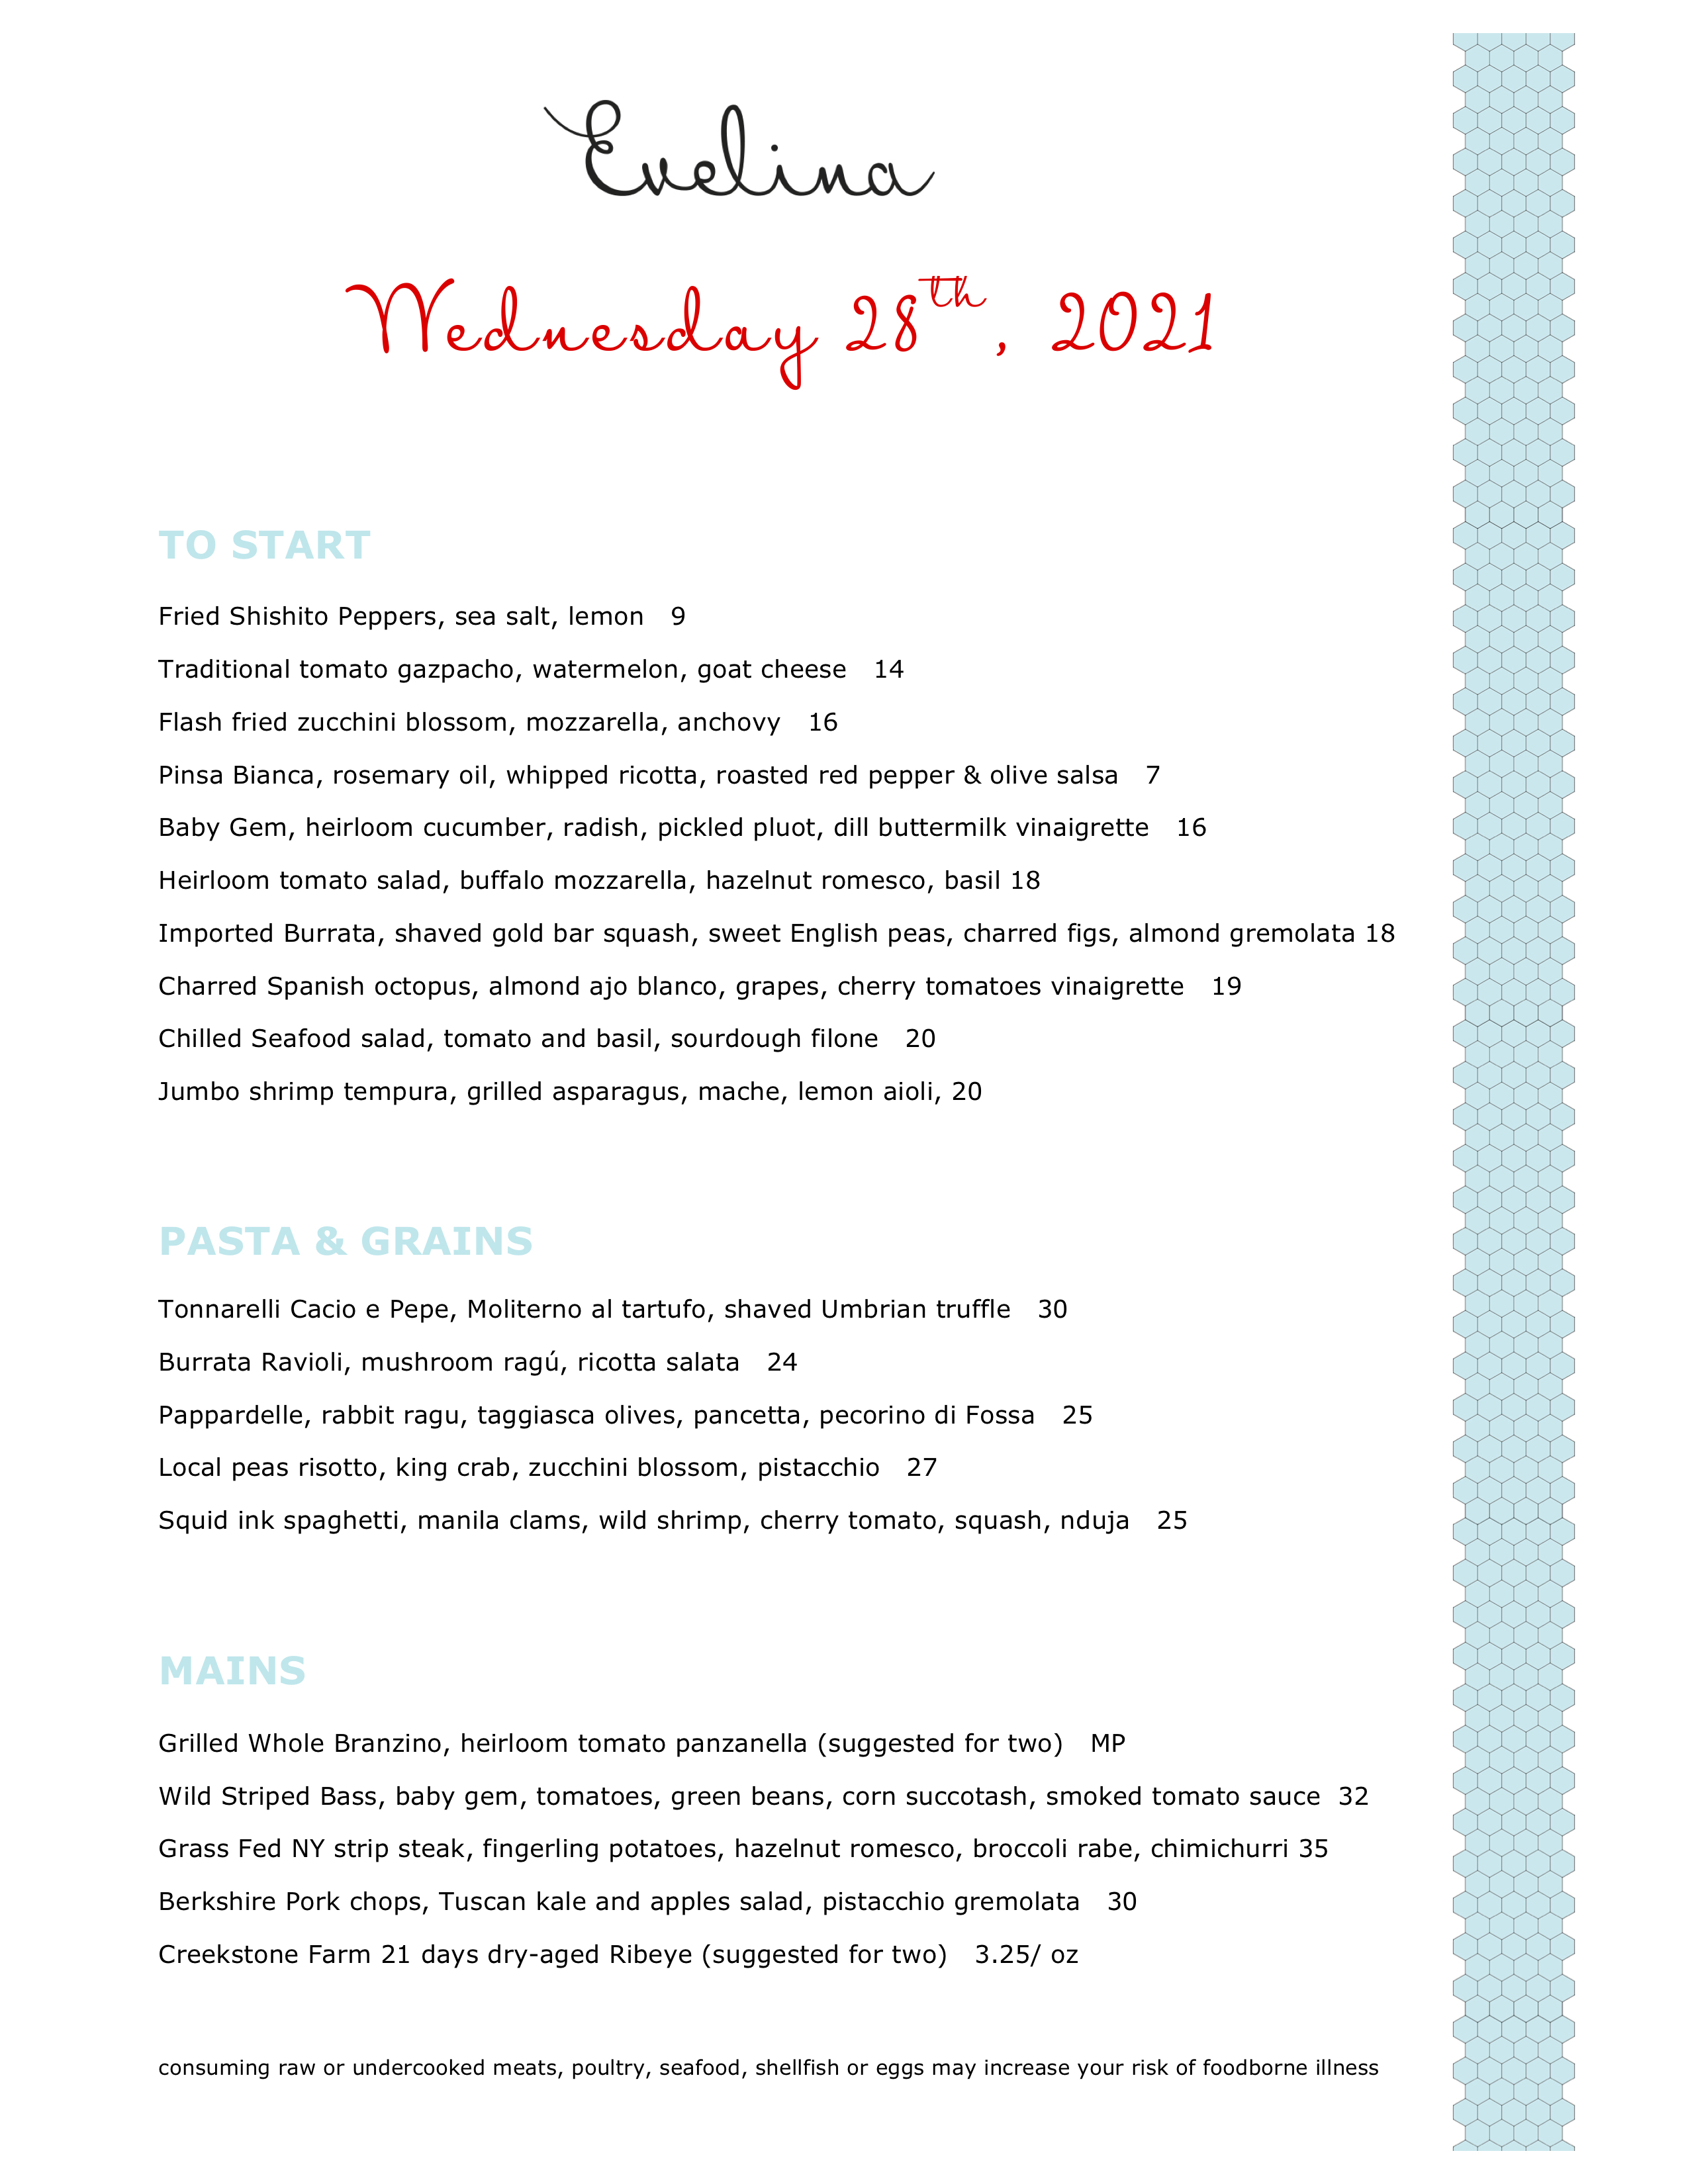 Evelina
Wednesday 28th, 2021
TO START
Fried Shishito Peppers, sea salt, lemon 9
Traditional tomato gazpacho, watermelon, goat cheese 14
Flash fried zucchini blossom, mozzarella, anchovy 16
Pinsa Bianca, rosemary oil, whipped ricotta, roasted red pepper & olive salsa 7
Baby Gem, heirloom cucumber, radish, pickled pluot, dill buttermilk vinaigrette 16
Heirloom tomato salad, buffalo mozzarella, hazelnut romesco, basil 18
Imported Burrata, shaved gold bar squash, sweet English peas, charred figs, almond gremolata 18
Charred Spanish octopus, almond ajo blanco, grapes, cherry tomatoes vinaigrette 19
Chilled Seafood salad, tomato and basil, sourdough filone 20
Jumbo shrimp tempura, grilled asparagus, mache, lemon aioli, 20
PASTA & GRAINS
Tonnarelli Cacio e Pepe, Moliterno al tartufo, shaved Umbrian truffle 30
Burrata Ravioli, mushroom ragú, ricotta salata 24
Pappardelle, rabbit ragu, taggiasca olives, pancetta, pecorino di Fossa 25
Local peas risotto, king crab, zucchini blossom, pistacchio 27
Squid ink spaghetti, manila clams, wild shrimp, cherry tomato, squash, nduja 25
MAINS
Grilled Whole Branzino, heirloom tomato panzanella (suggested for two) MP
Wild Striped Bass, baby gem, tomatoes, green beans, corn succotash, smoked tomato sauce 32
Grass Fed NY strip steak, fingerling potatoes, hazelnut romesco, broccoli rabe, chimichurri 35
Berkshire Pork chops, Tuscan kale and apples salad, pistacchio gremolata 30
Creekstone Farm 21 days dry-aged Ribeye (suggested for two) 3.25/ oz
consuming raw or undercooked meats, poultry, seafood, shellfish or eggs may increase your risk of foodborne illness